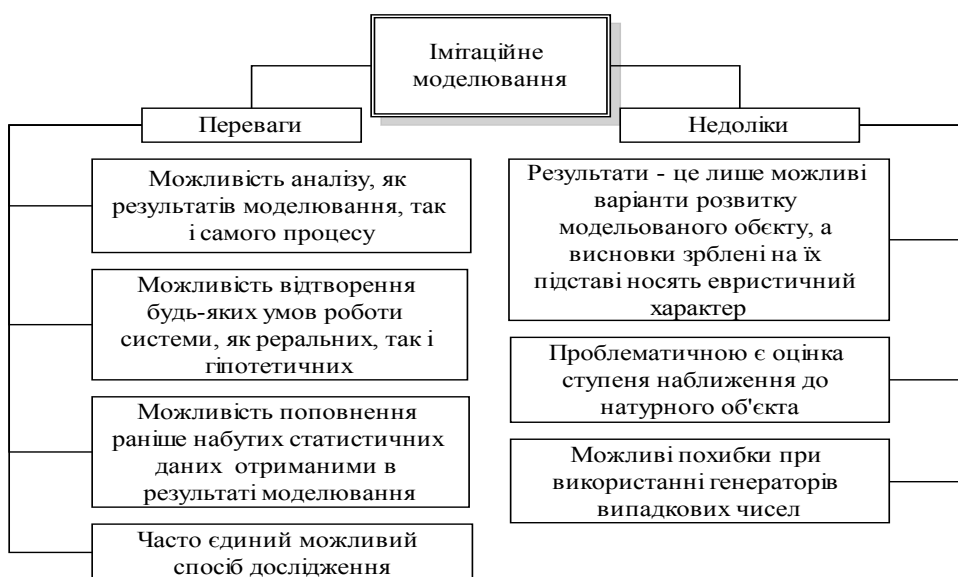 Імітаційне
моделювання
Переваги
Недоліки
Можливість аналізу, як
результатів моделювання, так
і самого процесу
Можливість відтворення
будь-яких умов роботи
системи, як реральних, так і
гіпотетичних
Можливість поповнення
раніше набутих статистичних
даних отриманими в
результаті моделювання
Часто єдиний можливий
спосіб дослідження
Результати - це лише можливі
варіанти розвитку
модельованого обєкту, а
висновки зрблені на їх
підставі носять евристичний
характер
Проблематичною є оцінка
ступеня наближення до
натурного об'єкта
Можливі похибки при
використанні генераторів
випадкових чисел